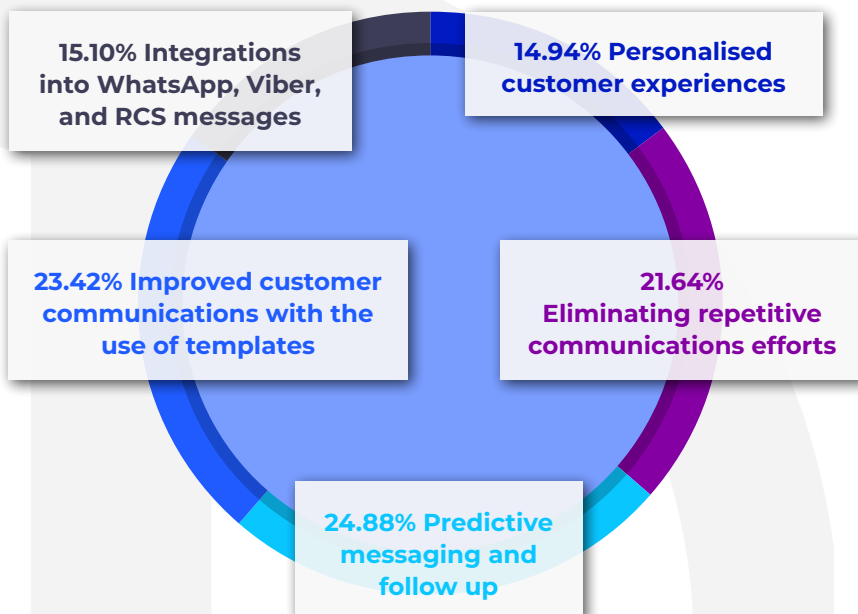 15.10% Integrations
into WhatsApp, Viber,
and RCS messages
14.94% Personalised
customer experiences
23.42% Improved customer
communications with the
use of templates
21.64%
Eliminating repetitive
communications efforts
24.88% Predictive
messaging and
follow up